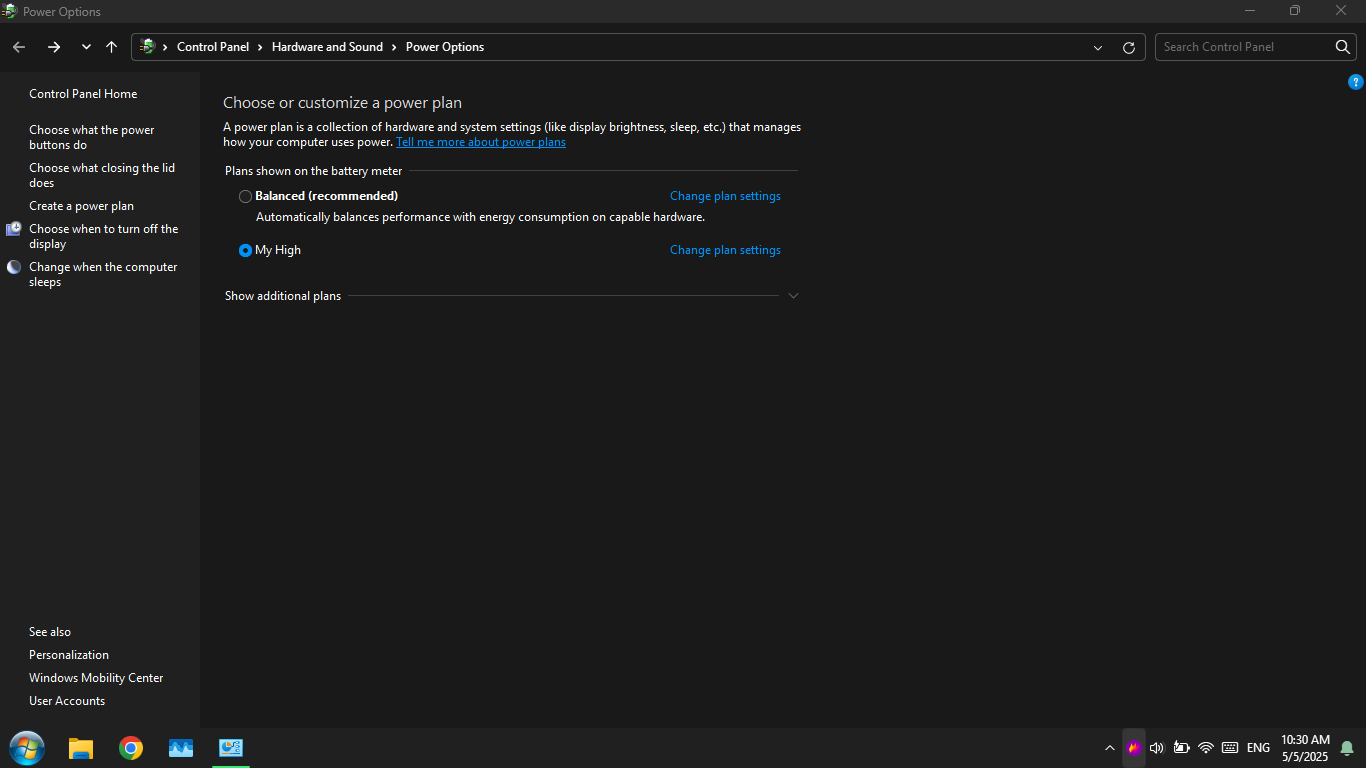 Power Options
Control Panel
Hardware and Sound
Power Options
Search Control Panel
Control Panel Home
Choose what the power
buttons do
Choose what closing the lid
does
Create a power plan
Choose when to turn off the
display
Change when the computer
sleeps
?
Choose or customize a power plan
A power plan is a collection of hardware and system settings (like display brightness, sleep, etc.) that manages
how your computer uses power. Tell me more about power plans
Plans shown on the battery meter
Balanced (recommended) Change plan settings
Automatically balances performance with energy consumption on capable hardware.
My High Change plan settings
Show additional plans
See also
Personalization
Windows Mobility Center
User Accounts
ENG
10:30 AM
5/5/2025